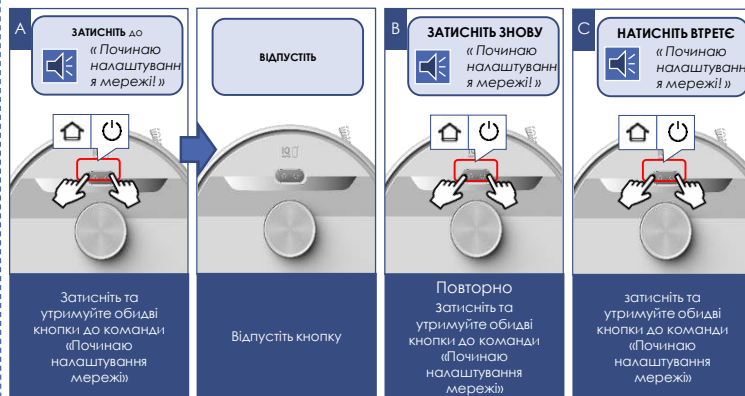 A
ЗАТИСНІТЬ до
« Починаю
налаштуванн
я мережі! »
Затисніть та
утримуйте обидві
кнопки до команди
«Починаю
налаштування
мережі»
ВІДПУСТІТЬ
Відпустіть кнопку
B
ЗАТИСНІТЬ ЗНОВУ
« Починаю
налаштуванн
я мережі! »
Повторно
Затисніть та
утримуйте обидві
кнопки до команди
«Починаю
налаштування
мережі»
C
НАТИСНІТЬ ВТРЕТЄ
« Починаю
налаштуванн
я мережі! »
затисніть та
утримуйте обидві
кнопки до команди
«Починаю
налаштування
мережі»